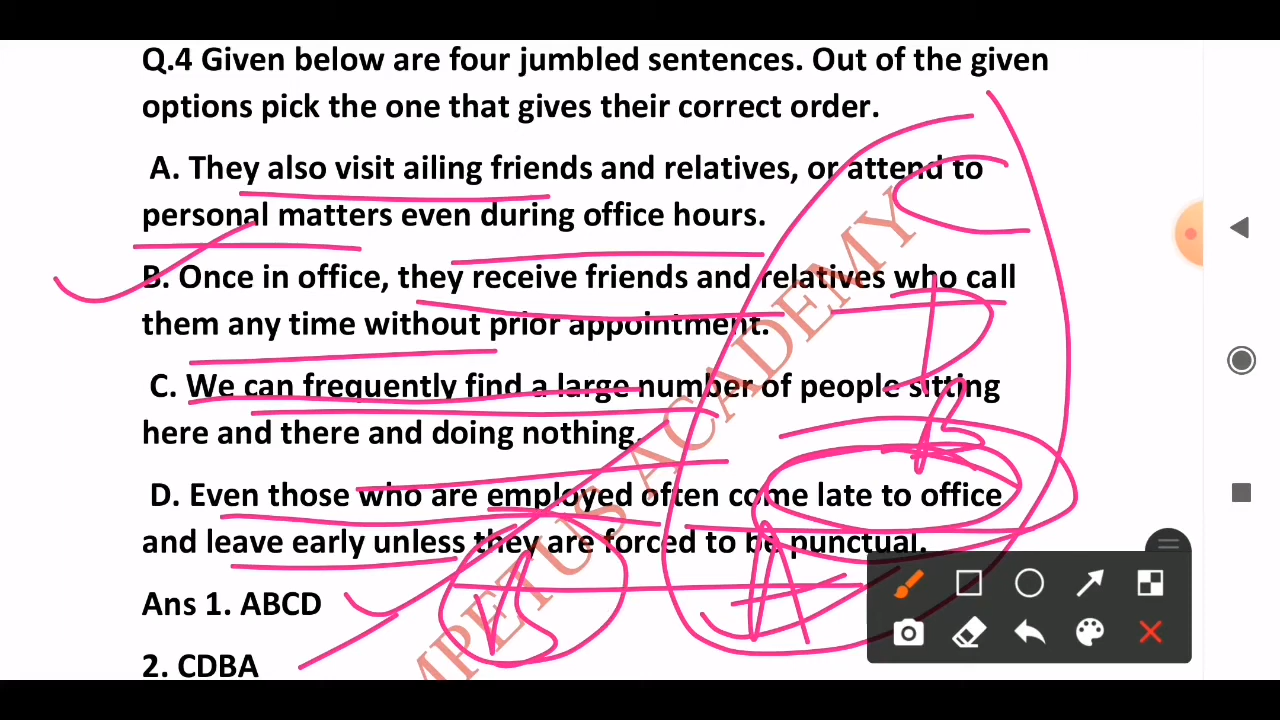 Q.4 Given below are four jumbled sentences. Out of the given
options pick the one that gives their correct order.
A. They also visit ailing friends and relatives, or attend to
personal matters even during office hours.
B. Once in office, they receive friends and relatives who call
them any time without prior appointment.
C. We can frequently find a large number of people sitting
here and there and doing nothing.
D. Even those who are employed often come late to office
and leave early unless they are forced to be punctual.
Ans 1. ABCD
2. CDBA
MPETUS ACADEMY
C
D
B
A